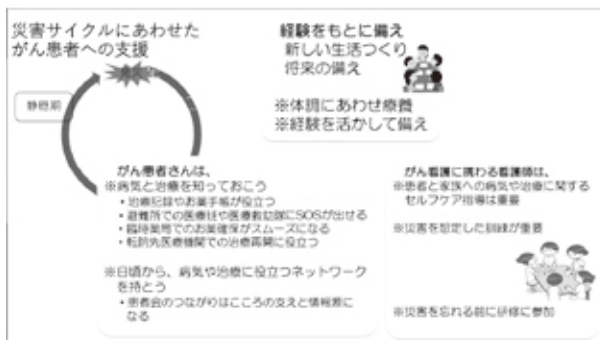 災害サイクルにあわせた
がん患者への支援
静穏期
経験をもとに備え
新しい生活つくり
将来の備え
※体調にあわせ療養
※経験を活かして備え
がん患者さんは、
※病気と治療を知っておこう
・治療記録やお薬手帳が役立つ
・避難所での医療班や医療救助隊にSOSが出せる
・臨時薬局でのお薬確保がスムーズになる
・転院先医療機関での治療再開に役立つ
※日頃から、病気や治療に役立つネットワーク
を持とう
・患者会のつながりはこころの支えと情報源に
なる
がん看護に携わる看護師は、
※患者と家族への病気や治療に関する
セルフケア指導は重要
※災害を想定した訓練が重要
※災害を忘れる前に研修に参加